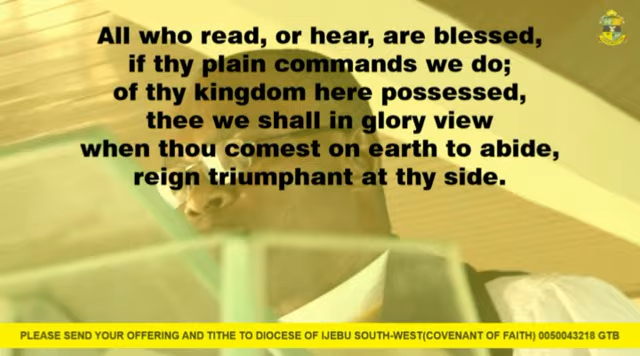 All who read, or hear, are blessed,
if thy plain commands we do;
of thy kingdom here possessed,
thee we shall in glory view
when thou comest on earth to abide,
reign triumphant at thy side.
PLEASE SEND YOUR OFFERING AND TITHE TO DIOCESE OF IJEBU SOUTH-WEST(COVENANT OF FAITH) 0050043218 GTB